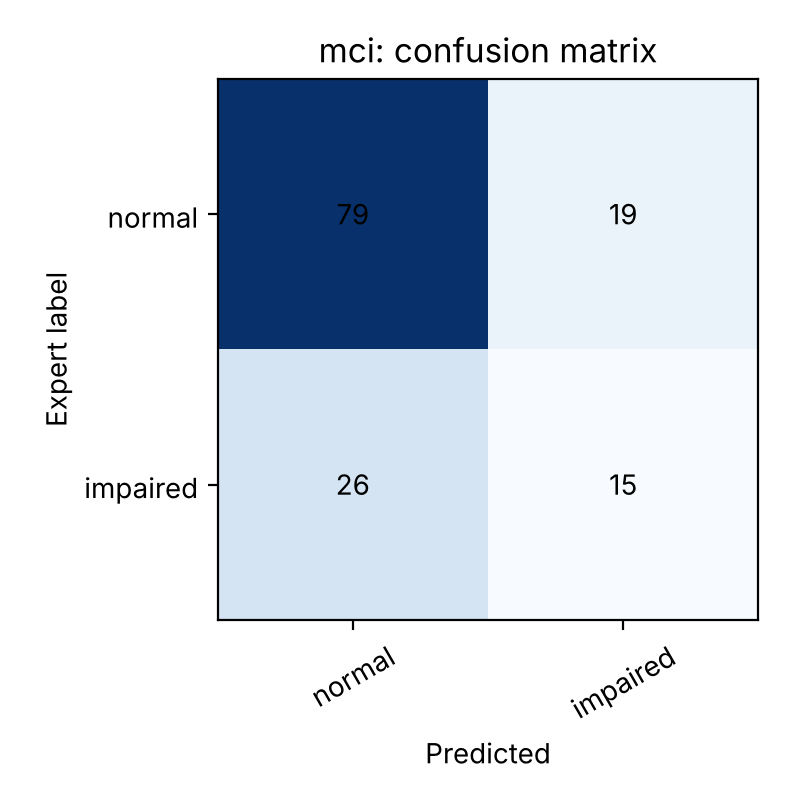 mci: confusion matrix
normal
79
19
Expert label
impaired
26
15
normal
impaired
Predicted